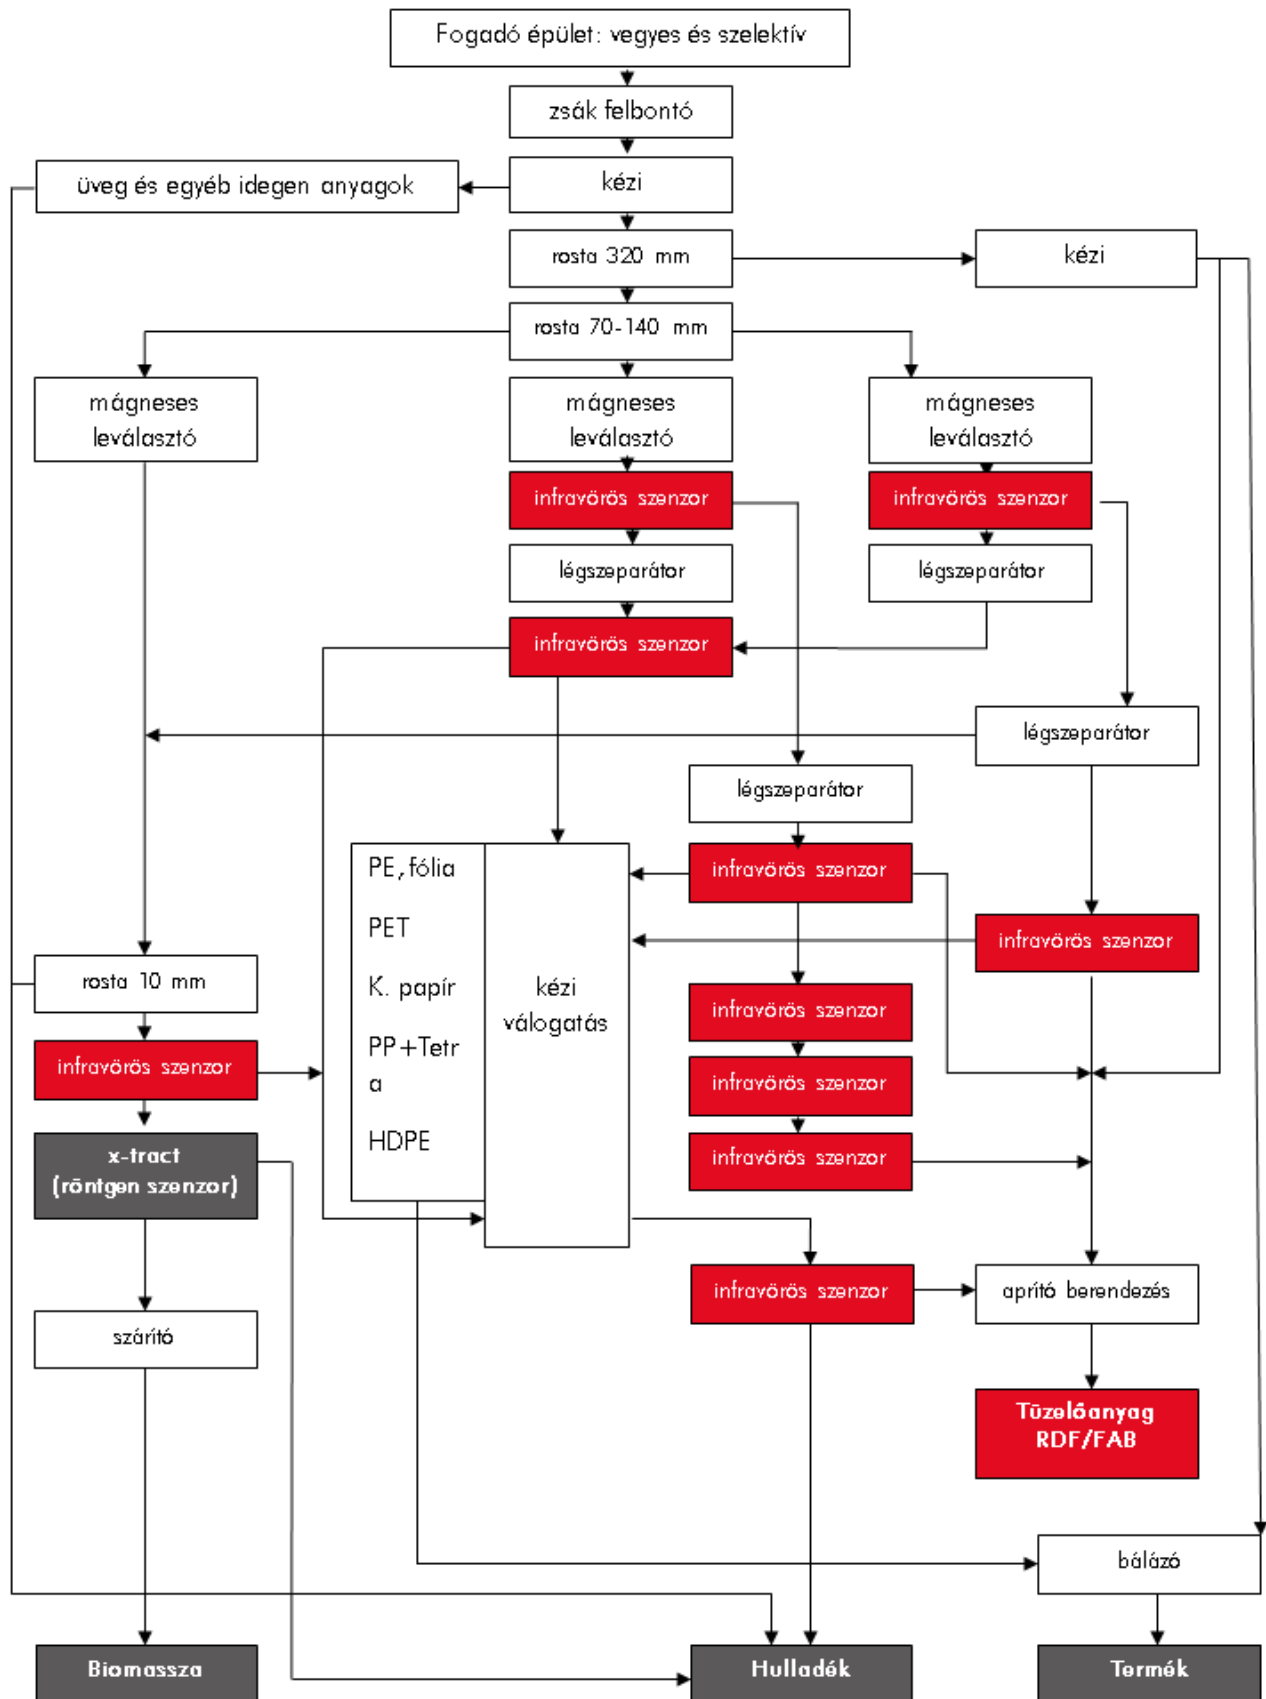 Fogadó épület: vegyes és szelektív
zsák felbontó
üveg és egyéb idegen anyagok
kézi
rosta 320 mm
kézi
rosta 70-140 mm
mágneses
leválasztó
mágneses
leválasztó
mágneses
leválasztó
infravörös szenzor
infravörös szenzor
légszeparátor
légszeparátor
infravörös szenzor
légszeparátor
légszeparátor
PE, fólia
PET
K. papír
PP+Tetr
a
HDPE
kézi
válogatás
infravörös szenzor
infravörös szenzor
rosta 10 mm
infravörös szenzor
infravörös szenzor
infravörös szenzor
infravörös szenzor
x-tract
(röntgen szenzor)
infravörös szenzor
aprító berendezés
szárító
Tüzelőanyag
RDF/FAB
bálázó
Biomassza
Hulladék
Termék